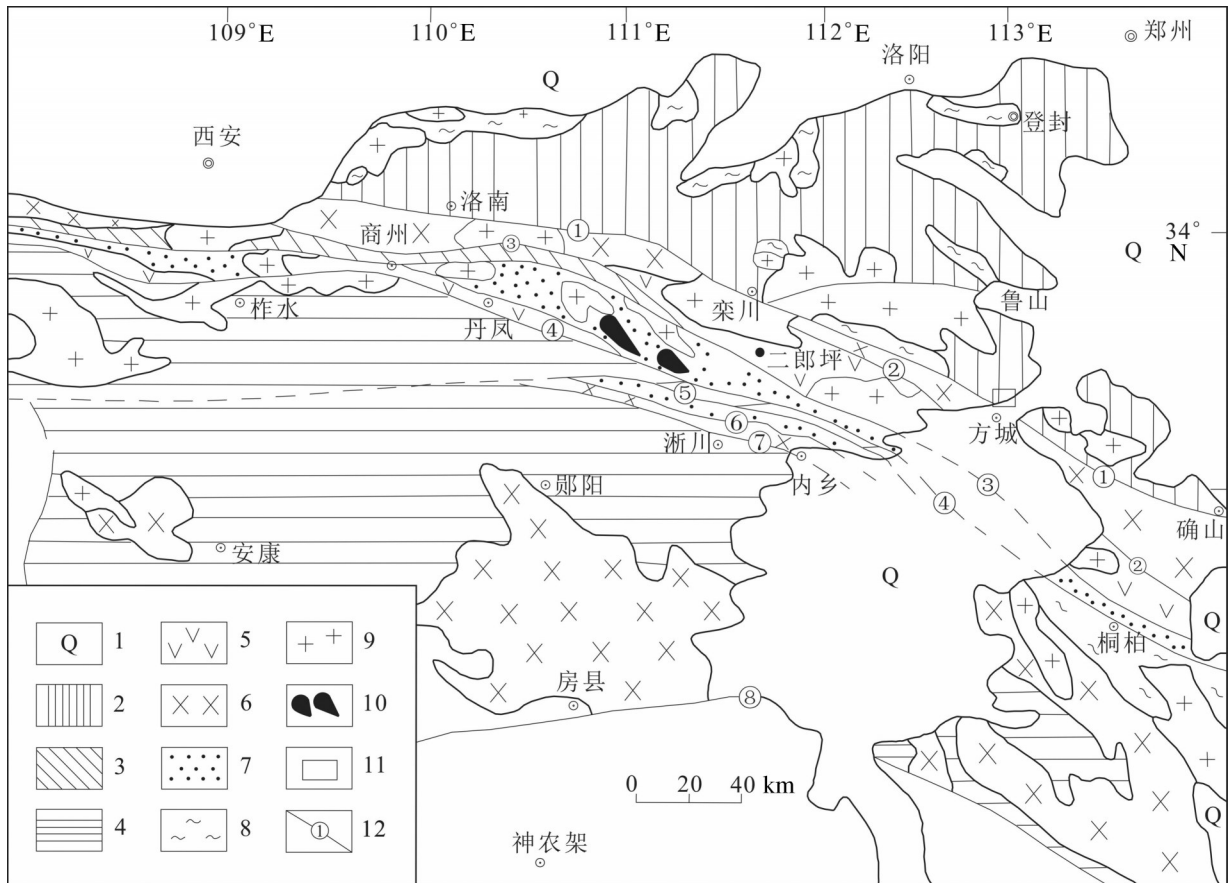 109°E 110°E 111°E 112°E 113°E 郑州
洛阳
Q
登封
西安
洛南
①
34°
N
商州
③
Q
栾川
鲁山
柞水
丹凤
④
二郎坪
②
⑤
⑥
方城
淅川
⑦
内乡
①
郧阳
③
④
确山
安康
②
Q
Q
桐柏
房县
⑧
0 20 40 km
Q
神农架
Q 1
2
3
4
5
6
7
8
9
10
11
① 12